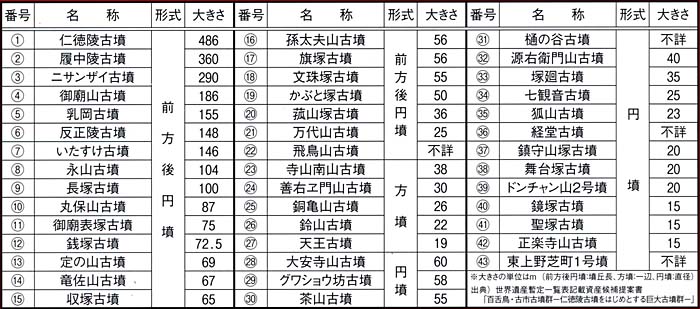 番号 名称 形式 大きさ
① 仁徳陵古墳 前方後円墳 486
② 履中陵古墳 360
③ ニサンザイ古墳 290
④ 御廟山古墳 186
⑤ 乳岡古墳 155
⑥ 反正陵古墳 148
⑦ いたすけ古墳 146
⑧ 永山古墳 104
⑨ 長塚古墳 100
⑩ 丸保山古墳 87
⑪ 御廟表塚古墳 75
⑫ 銭塚古墳 72.5
⑬ 定の山古墳 69
⑭ 竜佐山古墳 67
⑮ 収塚古墳 65
番号 名称 形式 大きさ
⑯ 孫太夫山古墳 前方後円墳 56
⑰ 旗塚古墳 56
⑱ 文珠塚古墳 55
⑲ かぶと塚古墳 50
⑳ 菰山塚古墳 36
㉑ 万代山古墳 25
㉒ 飛鳥山古墳 不詳
㉓ 寺山南山古墳 方墳 38
㉔ 善右ヱ門山古墳 30
㉕ 銅亀山古墳 26
㉖ 鈴山古墳 22
㉗ 天王古墳 19
㉘ 大安寺山古墳 円墳 60
㉙ グワショウ坊古墳 58
㉚ 茶山古墳 55
番号 名称 形式 大きさ
㉛ 樋の谷古墳 円墳 不詳
㉜ 源右衛門山古墳 40
㉝ 塚廻古墳 35
㉞ 七観音古墳 25
㉟ 狐山古墳 23
㊱ 経堂古墳 不詳
㊲ 鎮守山塚古墳 20
㊳ 舞台塚古墳 20
㊴ ドンチャン山2号墳 20
㊵ 鏡塚古墳 15
㊶ 聖塚古墳 15
㊷ 正楽寺山古墳 15
㊸ 東上野芝町1号墳 不詳
※大きさの単位はm（前方後円墳:墳丘長、方墳:一辺、円墳:直径）
出典）世界遺産暫定一覧表記載資産候補提案書
「百舌鳥・古市古墳群ー仁徳陵古墳をはじめとする巨大古墳群ー」